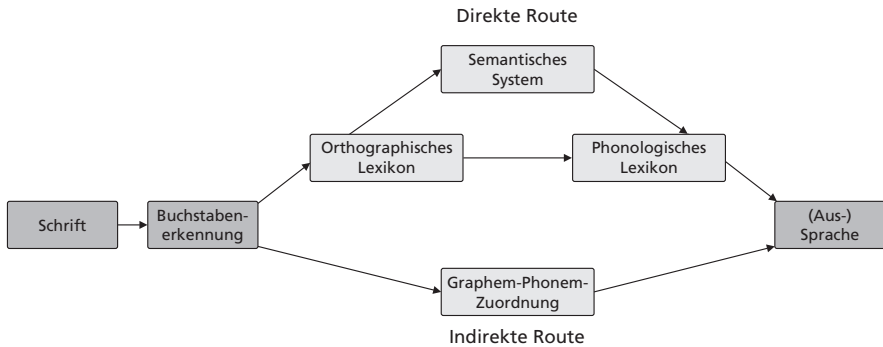 Direkte Route
Semantisches
System
Orthographisches
Lexikon
Phonologisches
Lexikon
Schrift
Buchstaben-
erkennung
(Aus-)
Sprache
Graphem-Phonem-
Zuordnung
Indirekte Route